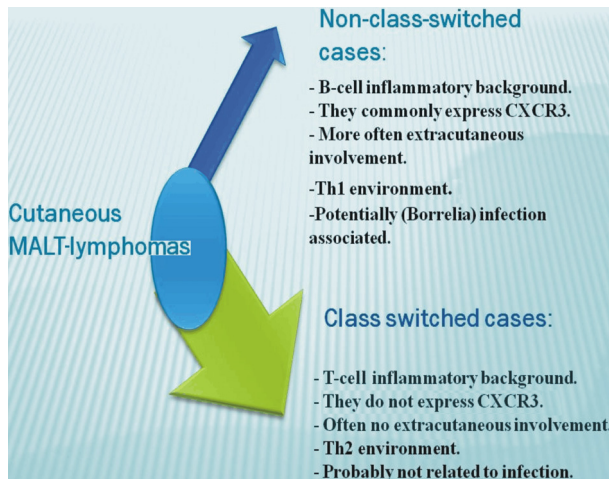 Non-class-switched
cases:
- B-cell inflammatory background.
- They commonly express CXCR3.
- More often extracutaneous
involvement.
-Th1 environment.
-Potentially (Borrelia) infection
associated.
Cutaneous
MALT-lymphomas
Class switched cases:
- T-cell inflammatory background.
- They do not express CXCR3.
- Often no extracutaneous involvement.
- Th2 environment.
- Probably not related to infection.